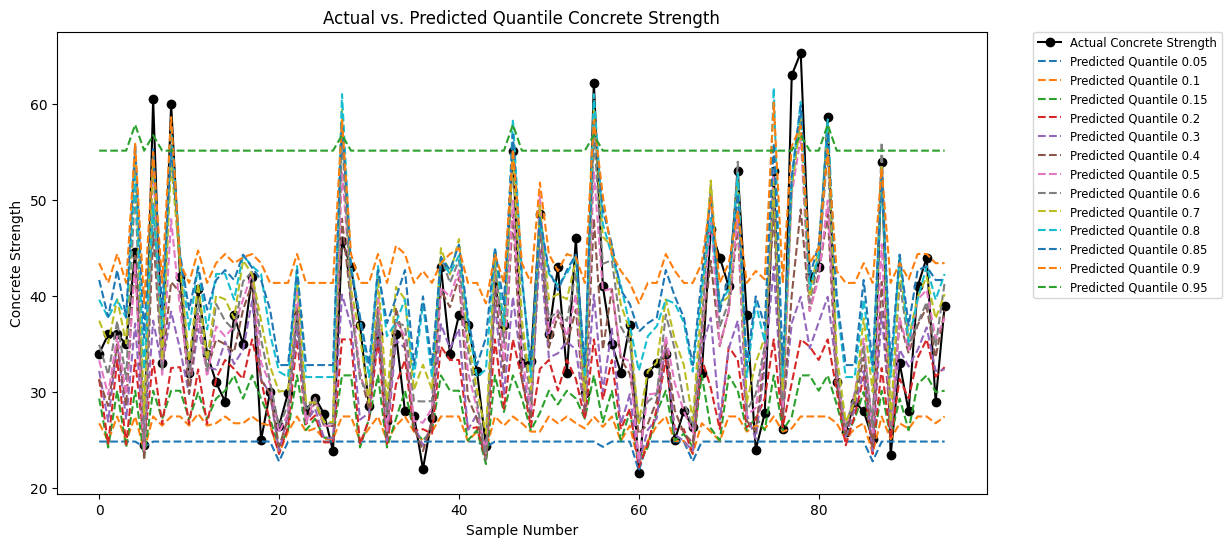 Actual vs. Predicted Quantile Concrete Strength
Concrete Strength
60
50
40
30
20
0
20
40
60
80
Sample Number
Actual Concrete Strength
Predicted Quantile 0.05
Predicted Quantile 0.1
Predicted Quantile 0.15
Predicted Quantile 0.2
Predicted Quantile 0.3
Predicted Quantile 0.4
Predicted Quantile 0.5
Predicted Quantile 0.6
Predicted Quantile 0.7
Predicted Quantile 0.8
Predicted Quantile 0.85
Predicted Quantile 0.9
Predicted Quantile 0.95